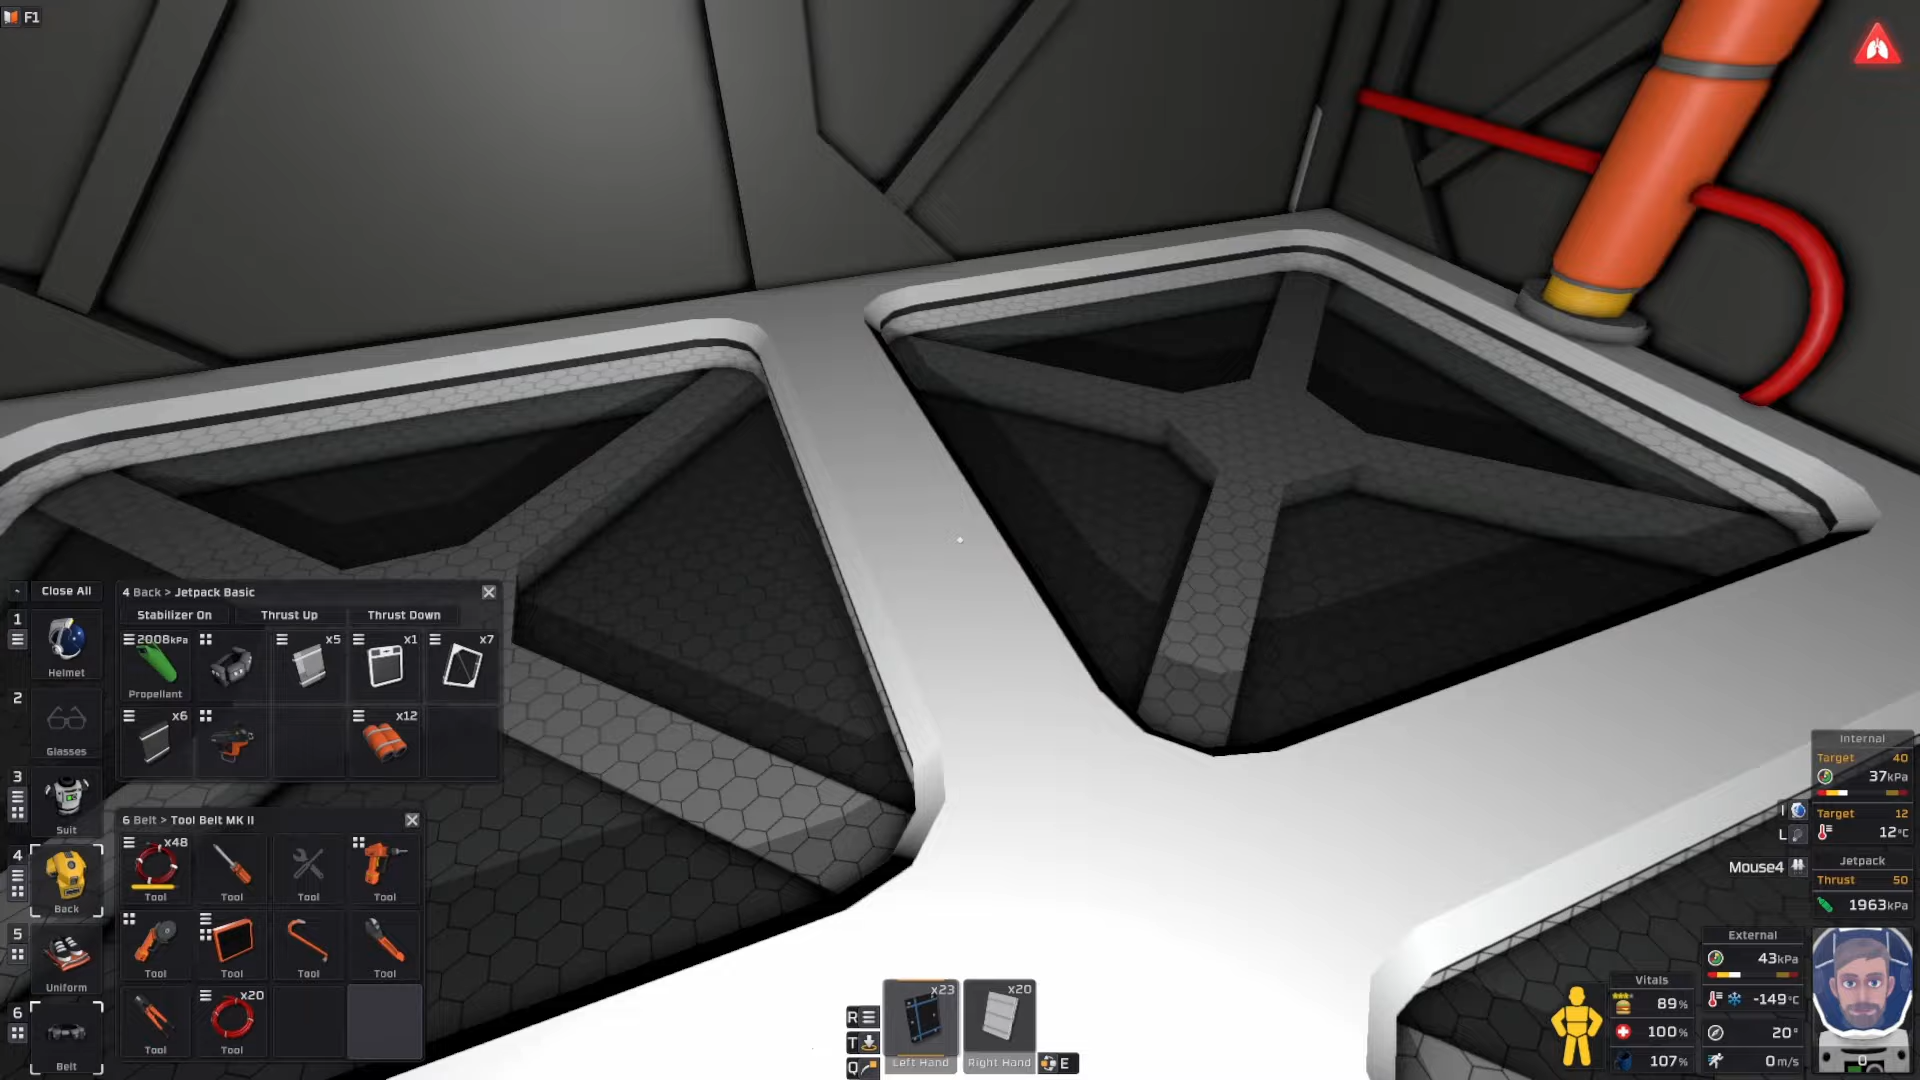 F1
~ Close All
1
Helmet
2
Glasses
3
Suit
4
Back
5
Uniform
6
Belt
4 Back > Jetpack Basic
Stabilizer On Thrust Up Thrust Down
2008kPa x5 x1 x7
Propellant
x6 x12
6 Belt > Tool Belt MK II
x48
Tool Tool Tool Tool
Tool Tool Tool Tool
x20
Tool Tool
R x23 x20
T
Q Left Hand Right Hand E
Internal
Target 40
37kPa
I
Target 12
L 12°C
Mouse4
Jetpack
Thrust 50
1963kPa
External
43kPa
-149°C
20°
0m/s
Vitals
89%
100%
107%
0